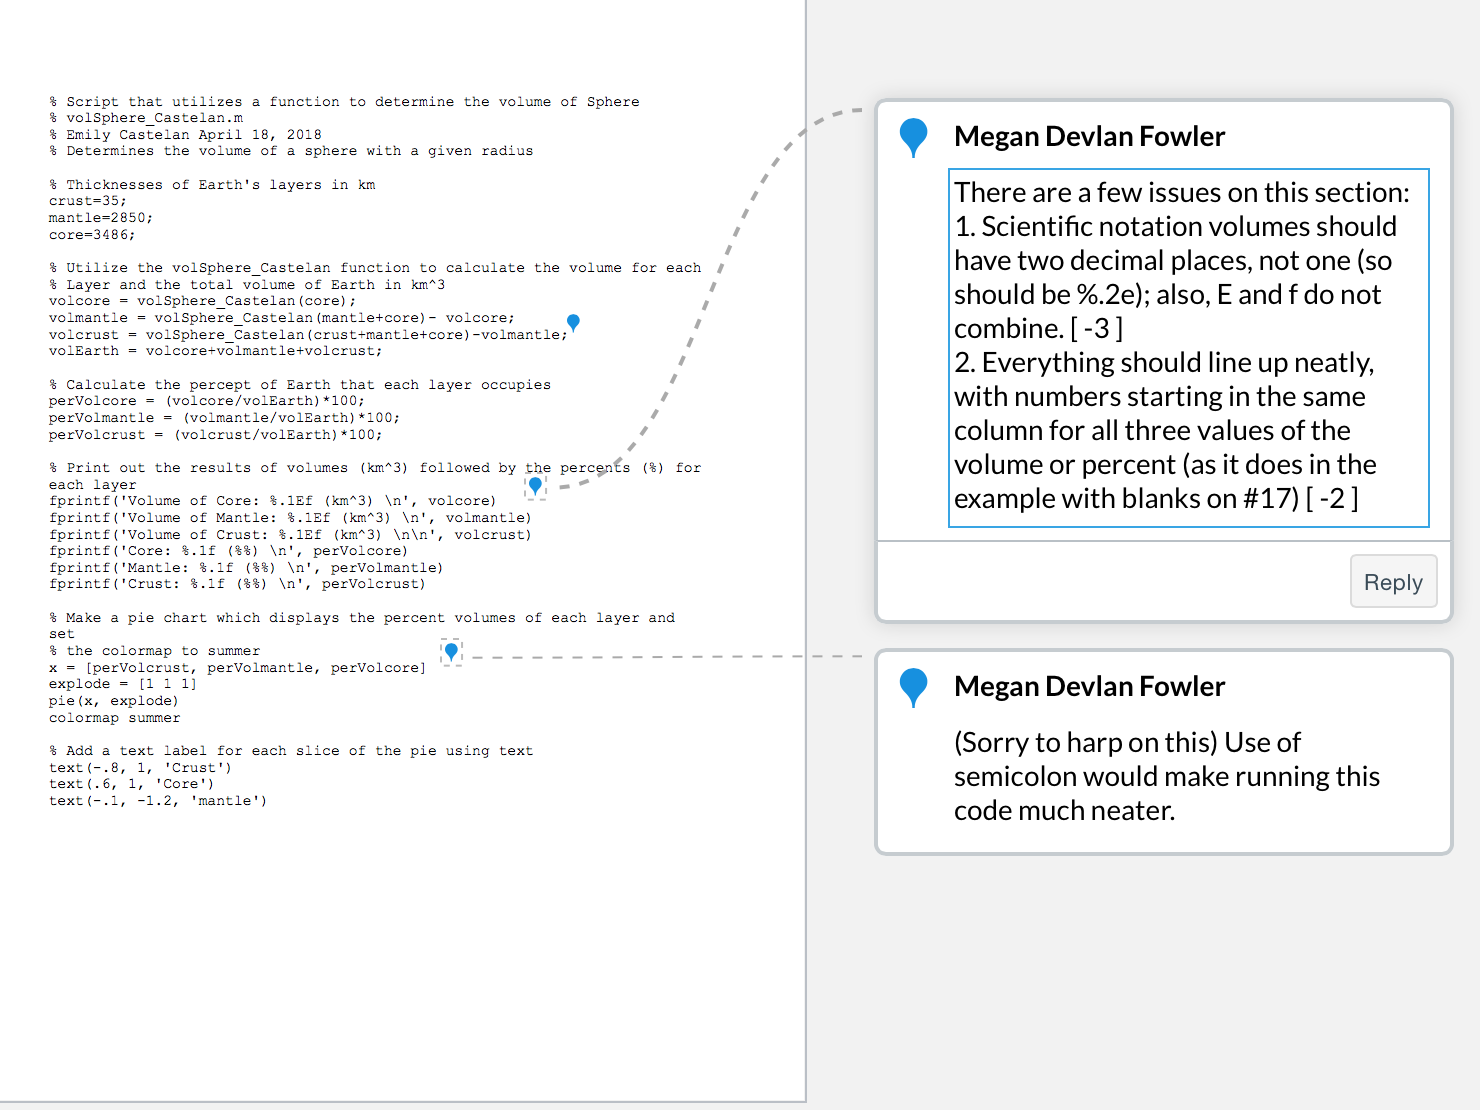 % Script that utilizes a function to determine the volume of Sphere
% volSphere_Castelan.m
% Emily Castelan April 18, 2018
% Determines the volume of a sphere with a given radius
% Thicknesses of Earth's layers in km
crust=35;
mantle=2850;
core=3486;
% Utilize the volSphere_Castelan function to calculate the volume for each
% Layer and the total volume of Earth in km^3
volcore = volSphere_Castelan(core);
volmantle = volSphere_Castelan(mantle+core)- volcore;
volcrust = volSphere_Castelan(crust+mantle+core)-volmantle;
volEarth = volcore+volmantle+volcrust;
% Calculate the percept of Earth that each layer occupies
perVolcore = (volcore/volEarth)*100;
perVolmantle = (volmantle/volEarth)*100;
perVolcrust = (volcrust/volEarth)*100;
% Print out the results of volumes (km^3) followed by the percents (%) for
each layer
fprintf('Volume of Core: %.1Ef (km^3) \n', volcore)
fprintf('Volume of Mantle: %.1Ef (km^3) \n', volmantle)
fprintf('Volume of Crust: %.1Ef (km^3) \n\n', volcrust)
fprintf('Core: %.1f (%%) \n', perVolcore)
fprintf('Mantle: %.1f (%%) \n', perVolmantle)
fprintf('Crust: %.1f (%%) \n', perVolcrust)
% Make a pie chart which displays the percent volumes of each layer and
set
% the colormap to summer
x = [perVolcrust, perVolmantle, perVolcore]
explode = [1 1 1]
pie(x, explode)
colormap summer
% Add a text label for each slice of the pie using text
text(-.8, 1, 'Crust')
text(.6, 1, 'Core')
text(-.1, -1.2, 'mantle')
Megan Devlan Fowler
There are a few issues on this section:
1. Scientific notation volumes should
have two decimal places, not one (so
should be %.2e); also, E and f do not
combine. [ -3 ]
2. Everything should line up neatly,
with numbers starting in the same
column for all three values of the
volume or percent (as it does in the
example with blanks on #17) [ -2 ]
Reply
Megan Devlan Fowler
(Sorry to harp on this) Use of
semicolon would make running this
code much neater.